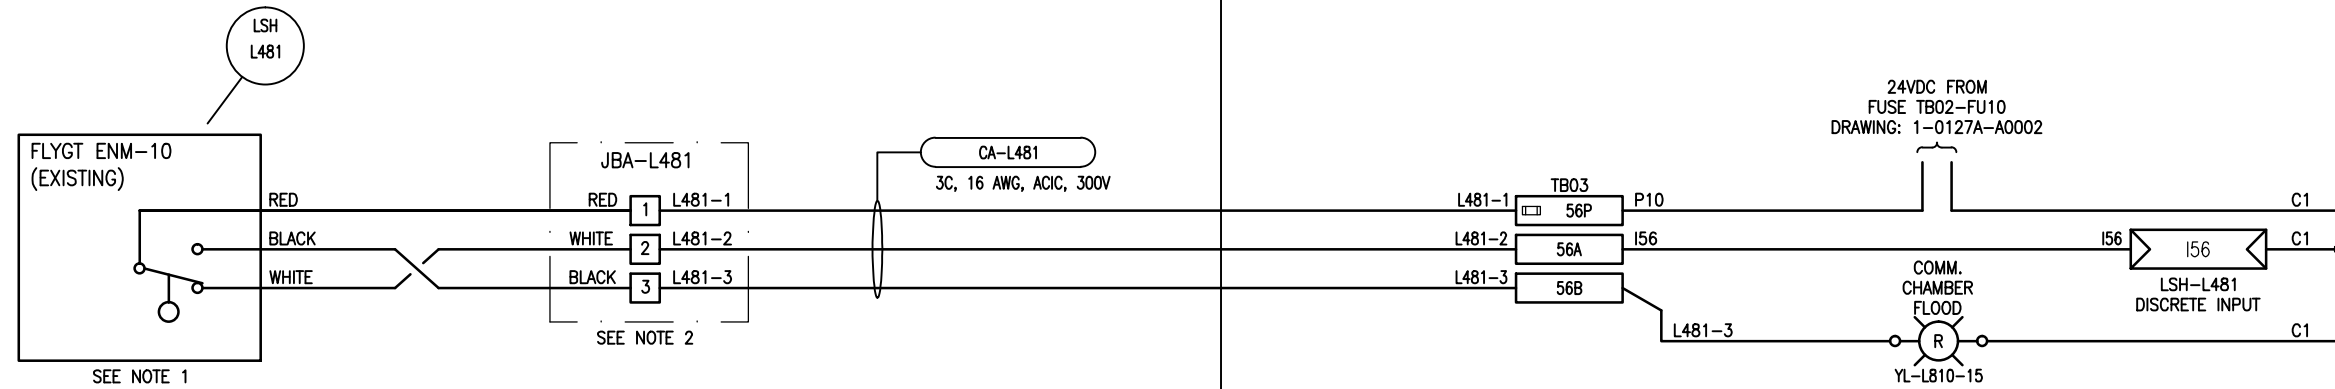 LSH
L481
FLYGT ENM-10
(EXISTING)
RED
BLACK
WHITE
SEE NOTE 1
JBA-L481
RED 1 L481-1
WHITE 2 L481-2
BLACK 3 L481-3
SEE NOTE 2
CA-L481
3C, 16 AWG, ACIC, 300V
TB03
L481-1 56P P10
L481-2 56A I56
L481-3 56B
L481-3
24VDC FROM
FUSE TB02-FU10
DRAWING: 1-0127A-A0002
C1
I56 I56 C1
LSH-L481
DISCRETE INPUT
COMM.
CHAMBER
FLOOD
R
C1
YL-L810-15